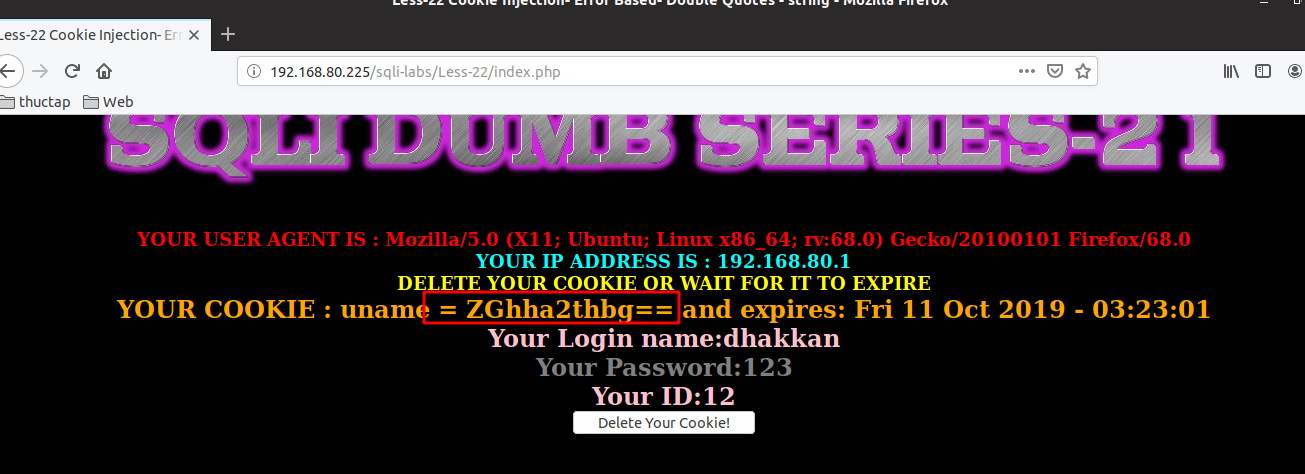 Less-22 Cookie Injection- Error Based- Double Quotes - string - Mozilla Firefox
Less-22 Cookie Injection- Err
192.168.80.225/sqli-labs/Less-22/index.php
thuctap Web
SQLI DUMB SERIES-21
YOUR USER AGENT IS : Mozilla/5.0 (X11; Ubuntu; Linux x86_64; rv:68.0) Gecko/20100101 Firefox/68.0
YOUR IP ADDRESS IS : 192.168.80.1
DELETE YOUR COOKIE OR WAIT FOR IT TO EXPIRE
YOUR COOKIE : uname = ZGhha2thbg== and expires: Fri 11 Oct 2019 - 03:23:01
Your Login name:dhakkan
Your Password:123
Your ID:12
Delete Your Cookie!